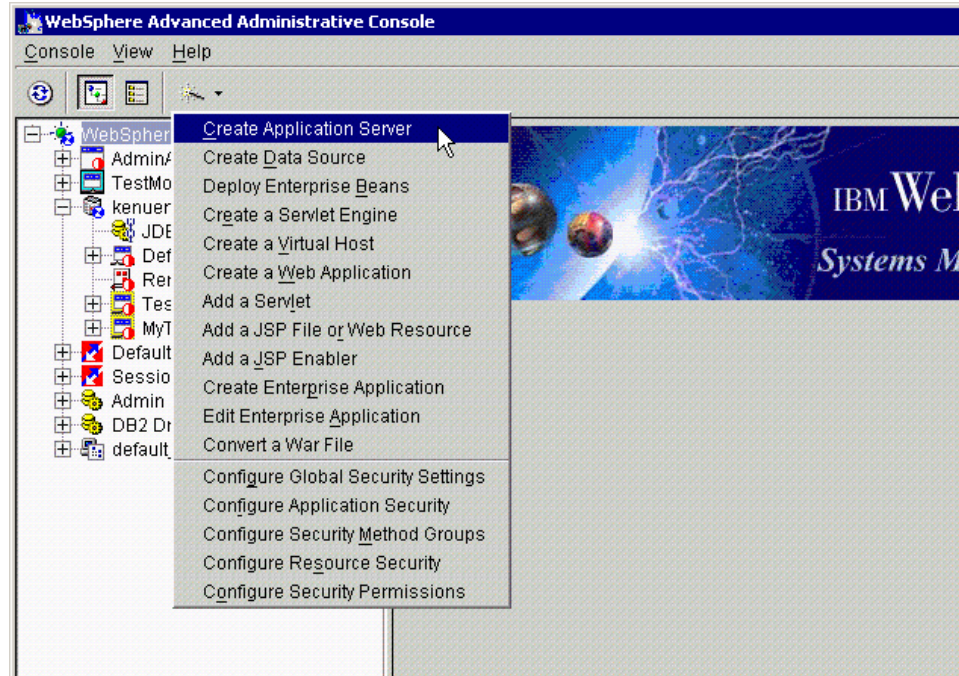 WebSphere Advanced Administrative Console
Console View Help
WebSpher
AdminA
TestMo
kenuer
JDB
Def
Rer
Tes
MyT
Default
Sessio
Admin
DB2 Dr
default_
Create Application Server
Create Data Source
Deploy Enterprise Beans
Create a Servlet Engine
Create a Virtual Host
Create a Web Application
Add a Servlet
Add a JSP File or Web Resource
Add a JSP Enabler
Create Enterprise Application
Edit Enterprise Application
Convert a War File
Configure Global Security Settings
Configure Application Security
Configure Security Method Groups
Configure Resource Security
Configure Security Permissions
IBM Wel
Systems M